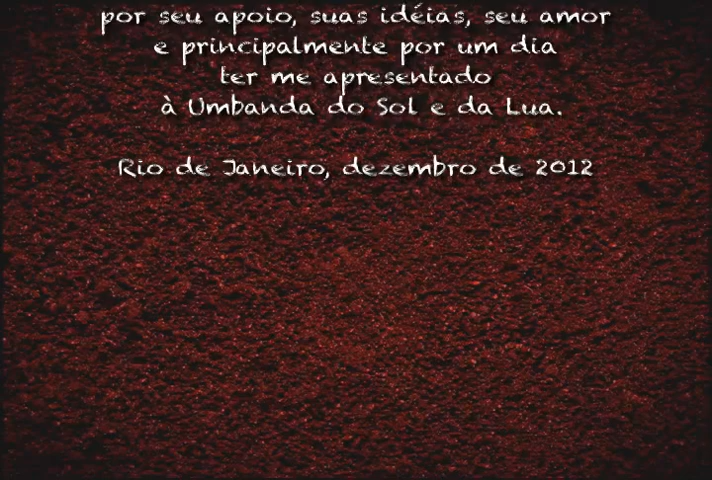 por seu apoio, suas idéias, seu amor
e principalmente por um dia
ter me apresentado
à Umbanda do Sol e da Lua.
Rio de Janeiro, dezembro de 2012